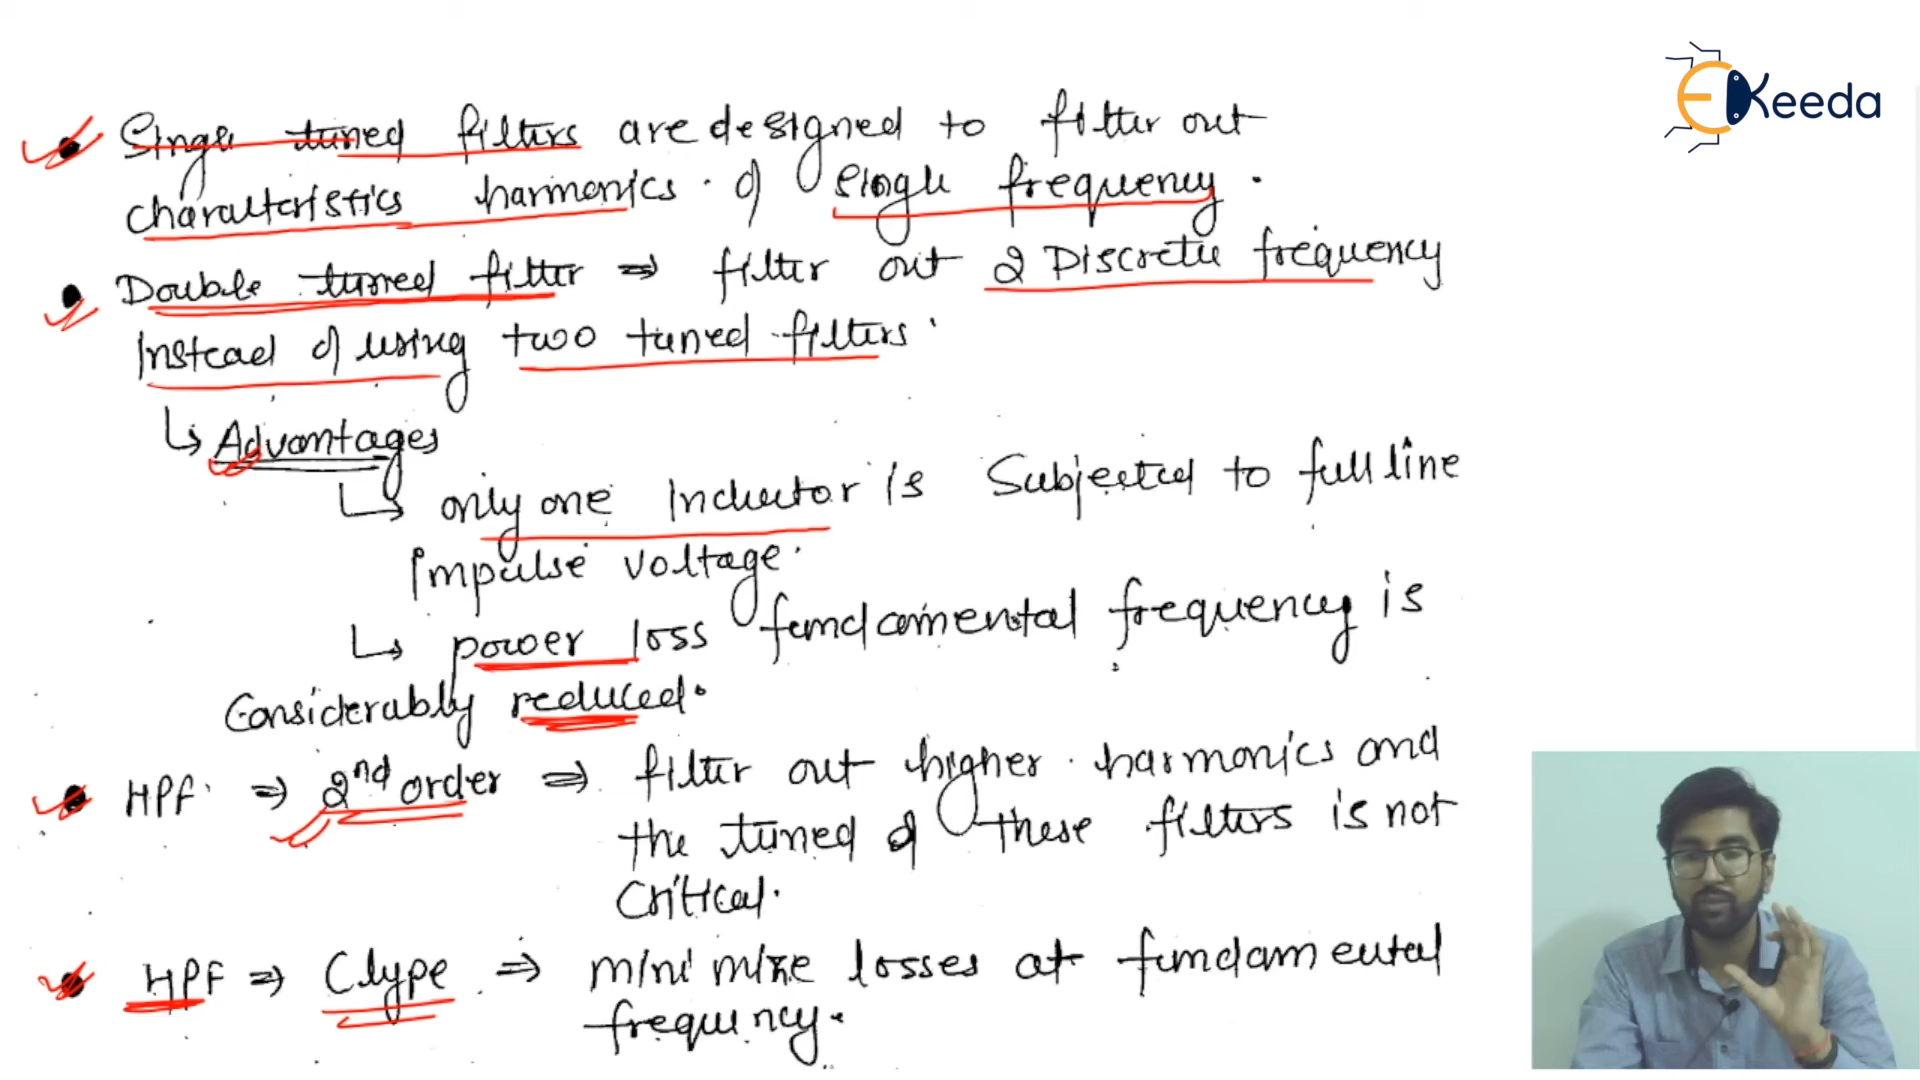 EKeeda
Single tuned filters are designed to filter out
characteristics harmonics of single frequency.
Double tuned filter ⇒ filter out 2 Discrete frequency
Instead of using two tuned filters.
↳ Advantages
↳ only one Inductor is Subjected to full line
Impulse voltage.
↳ power loss fundamental frequency is
Considerably reduced.
HPF ⇒ 2nd order ⇒ filter out higher harmonics and
the tuned of these filters is not
Critical.
HPF ⇒ C type ⇒ minimize losses at fundamental
frequency.